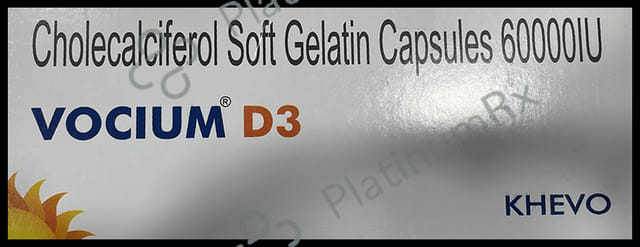 Cholecalciferol Soft Gelatin Capsules 60000IU
VOCIUM® D3
KHEVO
PlatinumRx